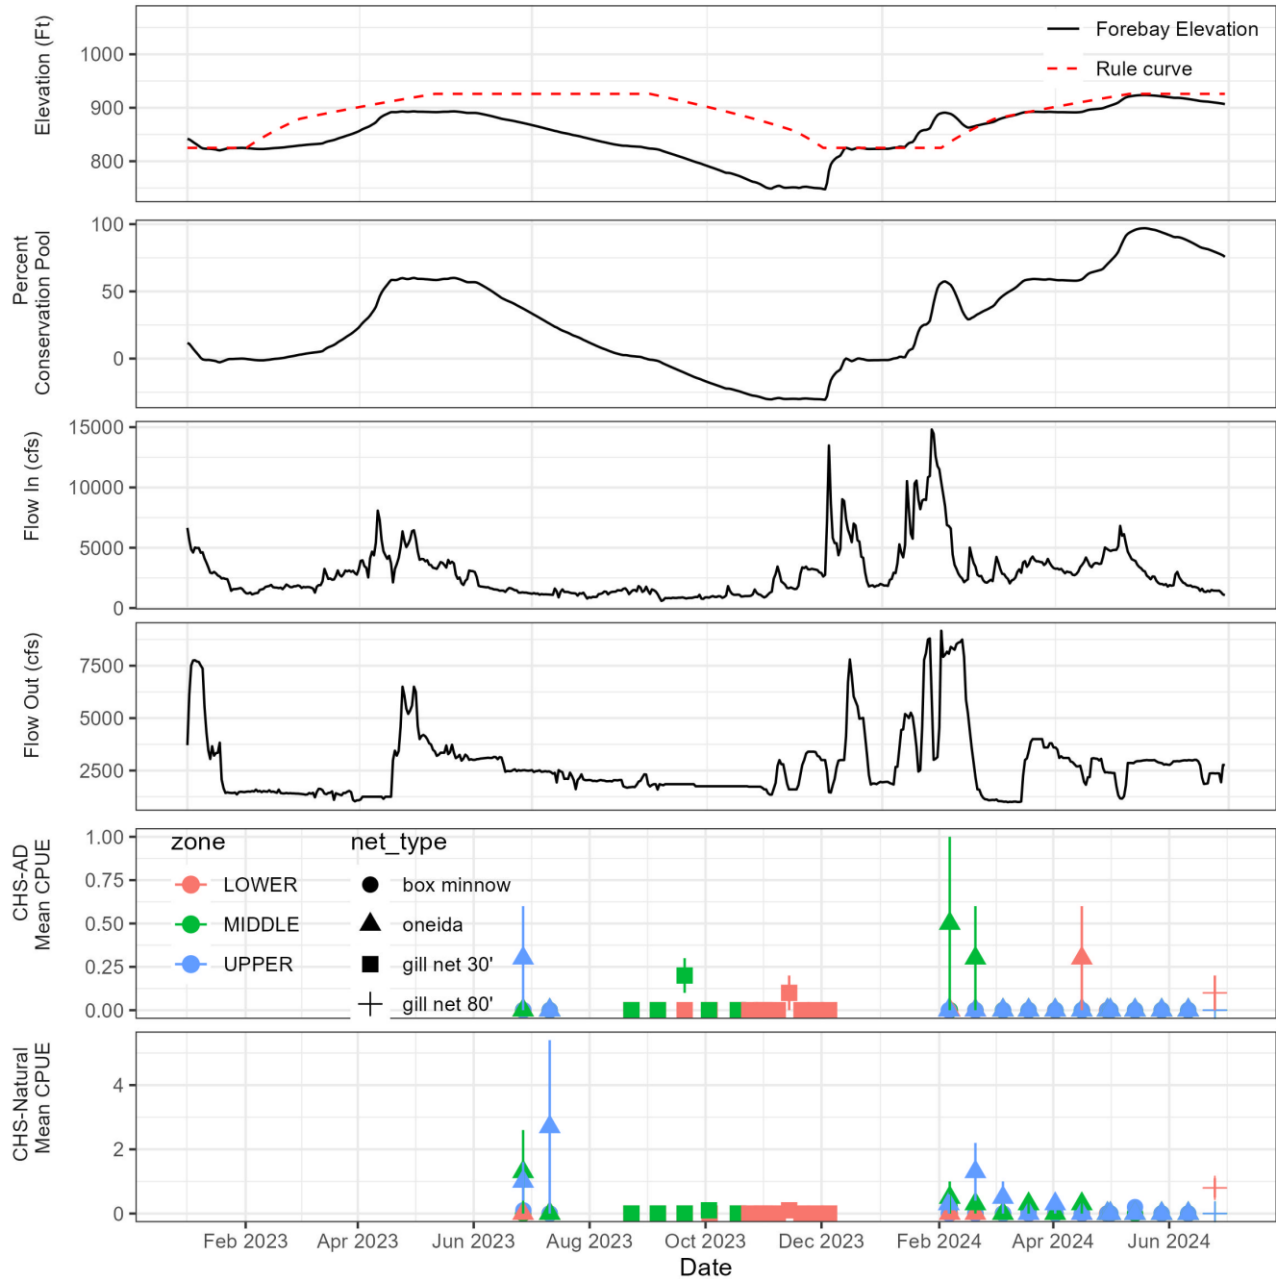 Elevation (Ft)
1000
900
800
Forebay Elevation
Rule curve
Percent
Conservation Pool
100
50
0
Flow In (cfs)
15000
10000
5000
0
Flow Out (cfs)
7500
5000
2500
CHS-AD
Mean CPUE
1.00
0.75
0.50
0.25
0.00
zone
LOWER
MIDDLE
UPPER
net_type
box minnow
oneida
gill net 30'
gill net 80'
CHS-Natural
Mean CPUE
4
2
0
Feb 2023 Apr 2023 Jun 2023 Aug 2023 Oct 2023 Dec 2023 Feb 2024 Apr 2024 Jun 2024
Date